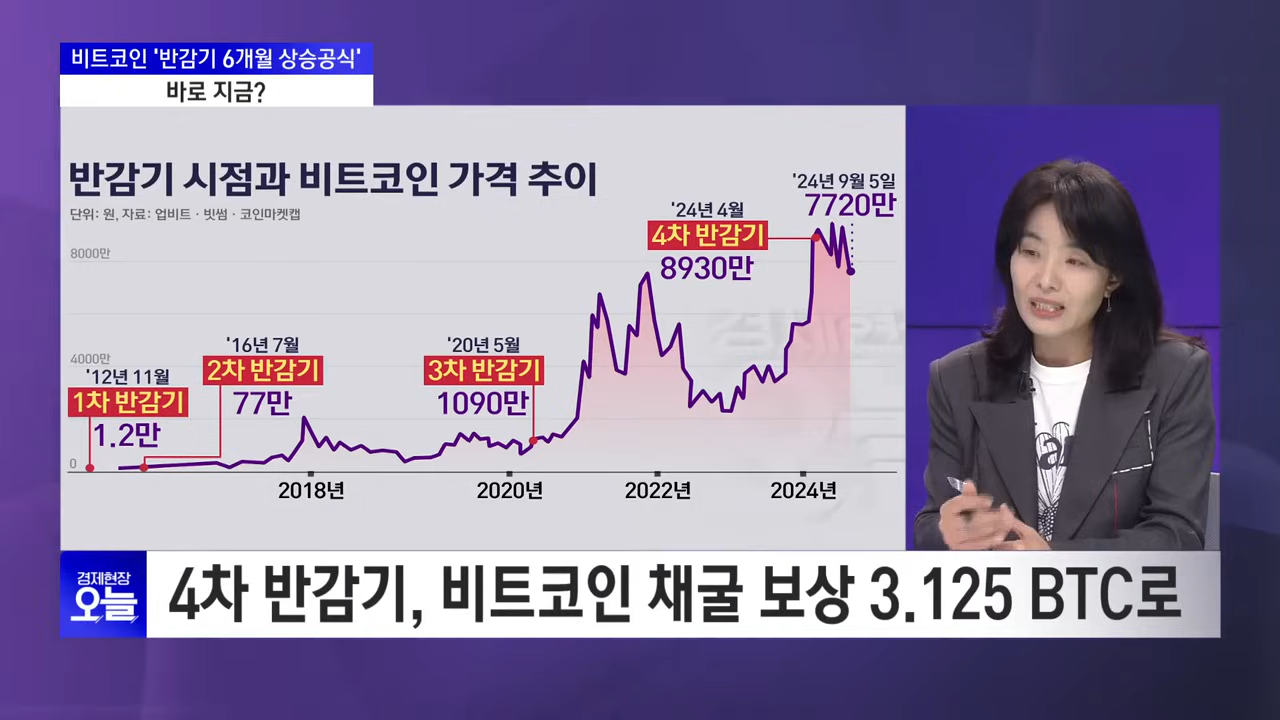 비트코인 '반감기 6개월 상승공식'
바로 지금?
반감기 시점과 비트코인 가격 추이
단위: 원, 자료: 업비트·빗썸·코인마켓캡
8000만
4000만
0
'12년 11월
1차 반감기
1.2만
'16년 7월
2차 반감기
77만
'20년 5월
3차 반감기
1090만
'24년 4월
4차 반감기
8930만
'24년 9월 5일
7720만
2018년
2020년
2022년
2024년
경제현장
오늘
4차 반감기, 비트코인 채굴 보상 3.125 BTC로